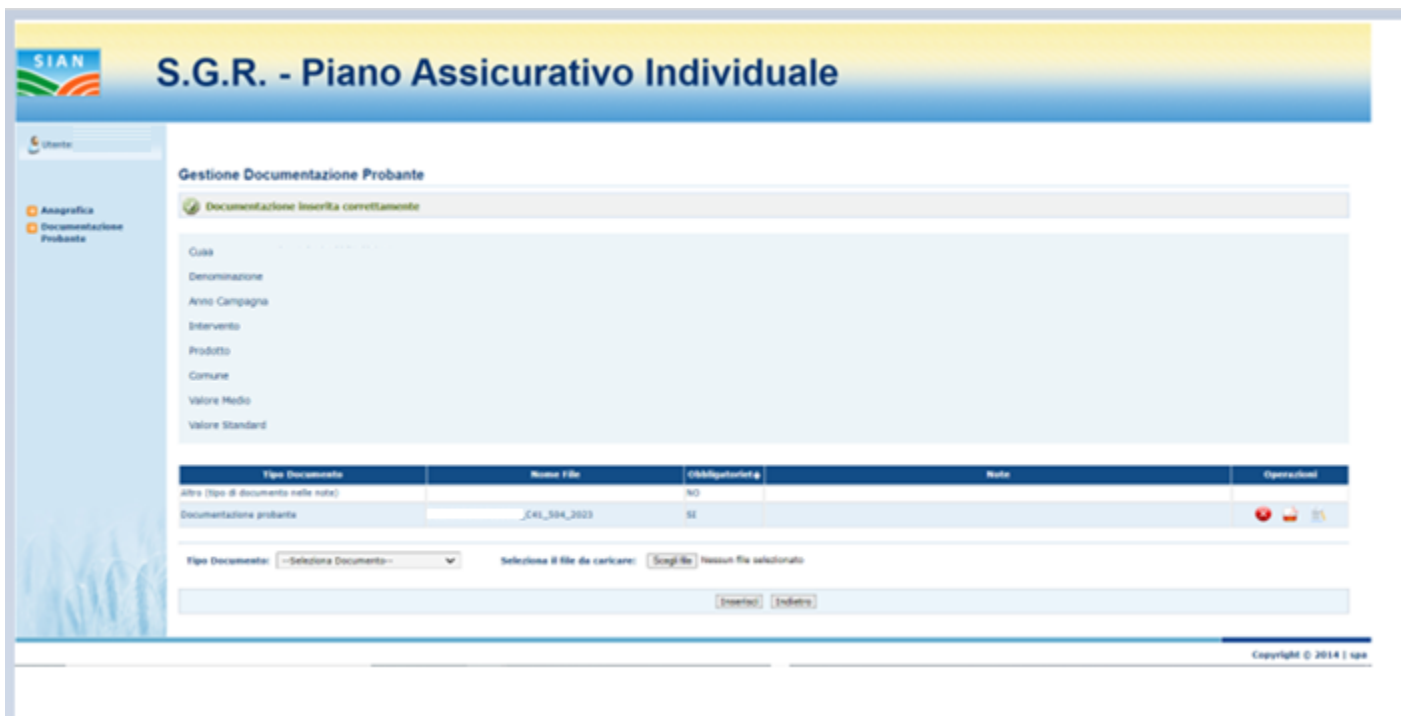 SIAN
S.G.R. - Piano Assicurativo Individuale
Utente
Gestione Documentazione Probante
Documentazione inserita correttamente
Anagrafica
Documentazione
Probante
Cuaa
Denominazione
Anno Campagna
Intervento
Prodotto
Comune
Valore Medio
Valore Standard
Tipo Documento Nome File Obbligatoriet� Note Operazioni
Altro (tipo di documento nelle note) NO
Documentazione probante _C41_504_2023 SI
Tipo Documento: --Seleziona Documento-- Seleziona il file da caricare: Scegli file Nessun file selezionato
Inserisci Indietro
Copyright © 2014 | spa